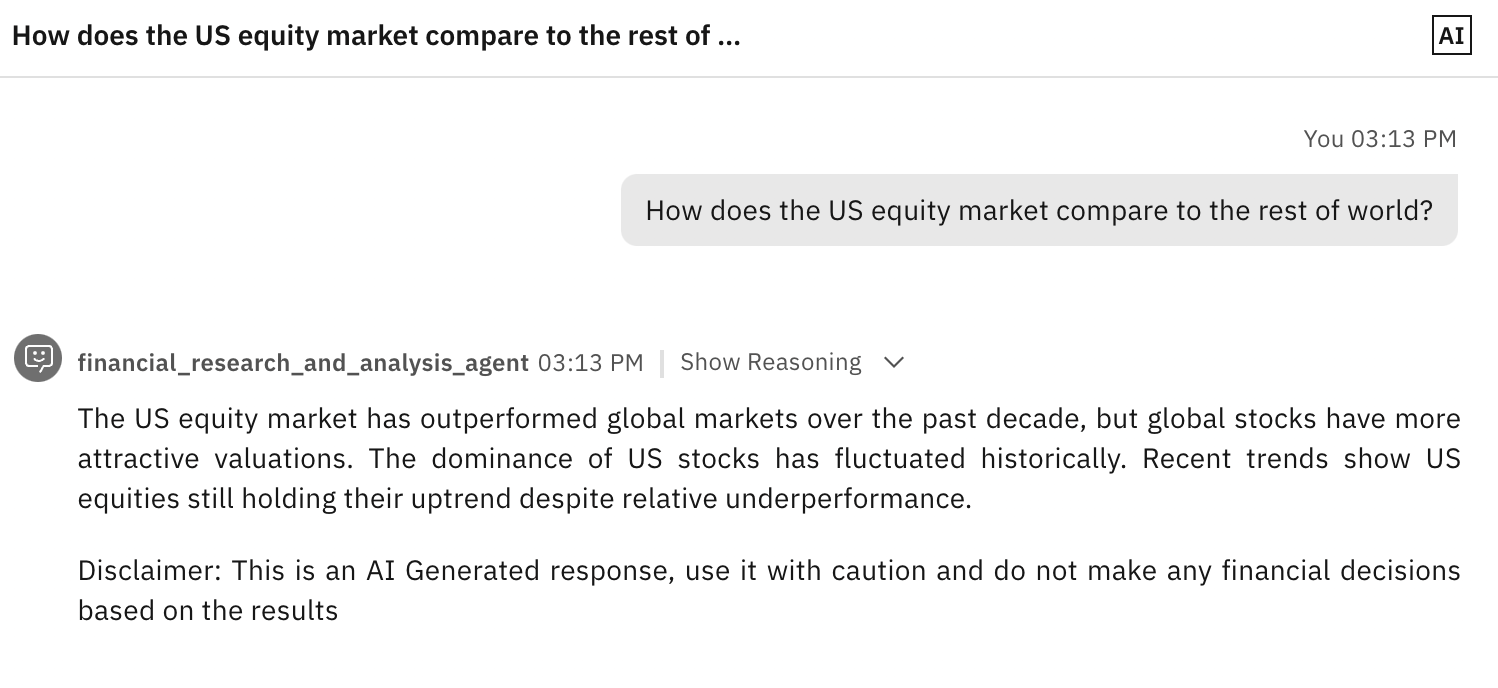 How does the US equity market compare to the rest of ...
AI
You 03:13 PM
How does the US equity market compare to the rest of world?
financial_research_and_analysis_agent 03:13 PM | Show Reasoning
The US equity market has outperformed global markets over the past decade, but global stocks have more
attractive valuations. The dominance of US stocks has fluctuated historically. Recent trends show US
equities still holding their uptrend despite relative underperformance.
Disclaimer: This is an AI Generated response, use it with caution and do not make any financial decisions
based on the results